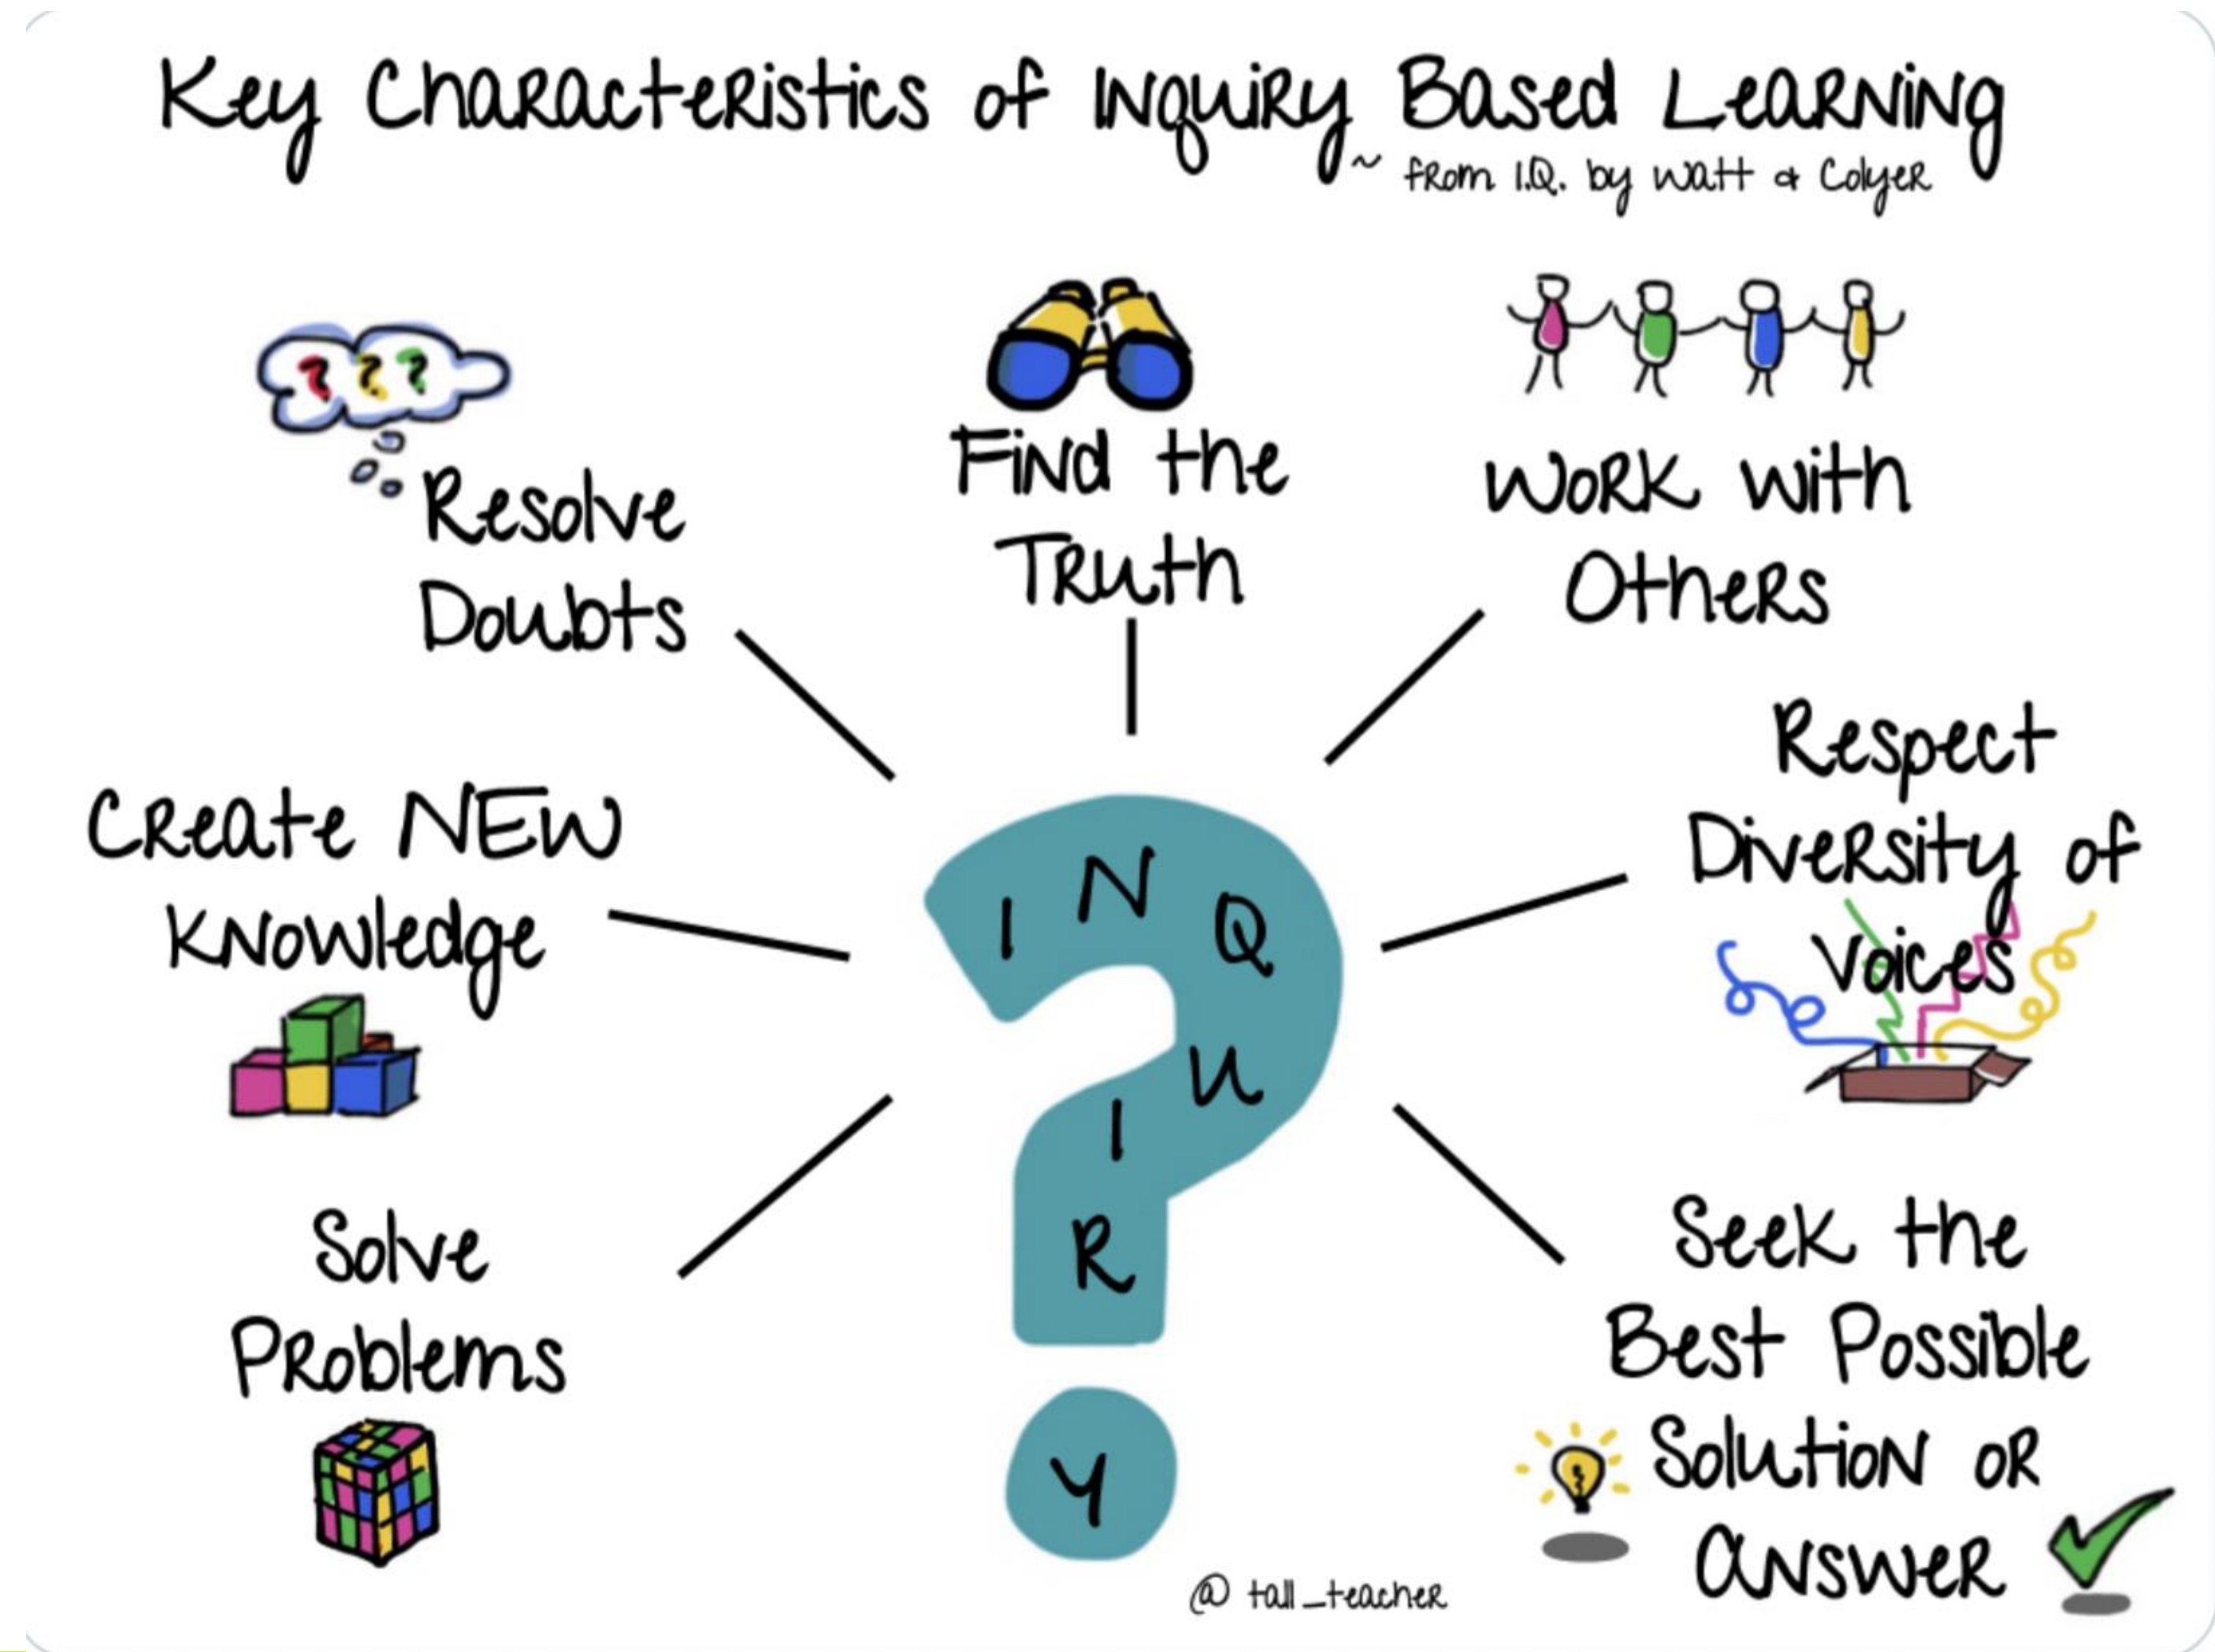 Key Characteristics of Inquiry Based Learning
~ from I.Q. by Watt & Colyer
Resolve
Doubts
Find the
Truth
Work with
Others
Create NEW
Knowledge
Respect
Diversity of
Voices
Solve
Problems
Seek the
Best Possible
Solution or
Answer
I N Q U I R Y
@tall_teacher